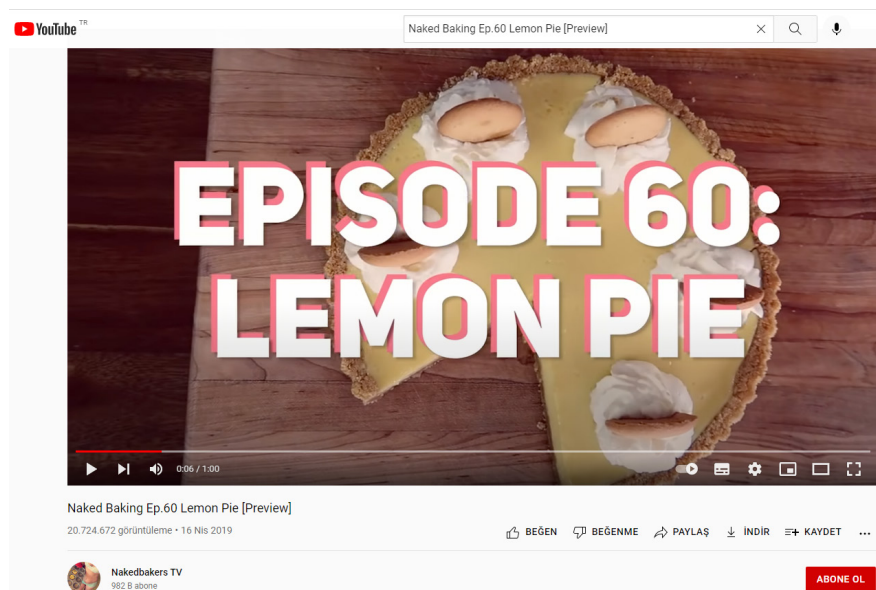 YouTube TR
Naked Baking Ep.60 Lemon Pie [Preview]
EPISODE 60:
LEMON PIE
0:06 / 1:00
Naked Baking Ep.60 Lemon Pie [Preview]
20.724.672 görüntüleme • 16 Nis 2019
BEĞEN BEĞENME PAYLAŞ İNDİR KAYDET ...
Nakedbakers TV
982 B abone
ABONE OL